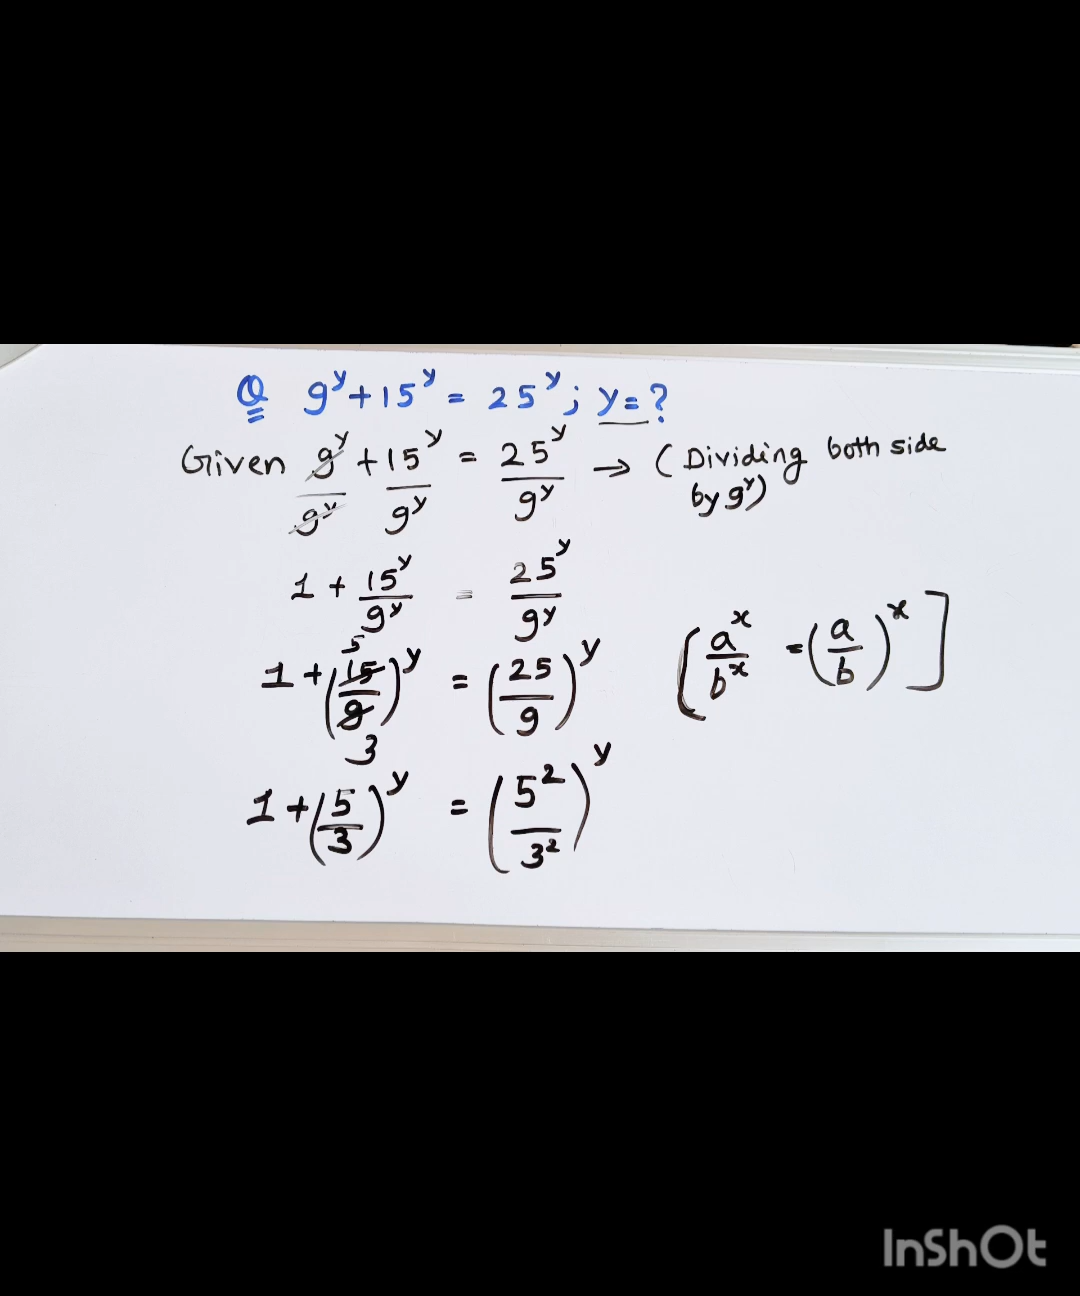 Q 9^y + 15^y = 25^y ; y = ?
Given 9^y/9^y + 15^y/9^y = 25^y/9^y → (Dividing both side by 9^y)
1 + 15^y/9^y = 25^y/9^y
1 + (15/9)^y = (25/9)^y [a^x/b^x = (a/b)^x]
5
3
1 + (5/3)^y = (5^2/3^2)^y
InShOt